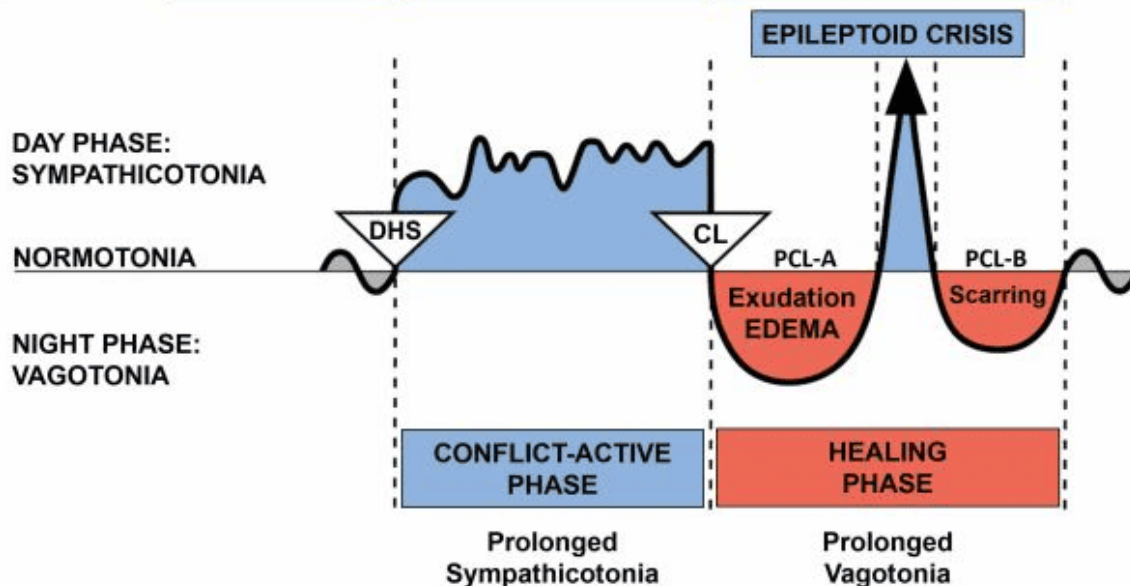 EPILEPTOID CRISIS
DAY PHASE:
SYMPATHICOTONIA
DHS
CL
NORMOTONIA
PCL-A
PCL-B
Exudation
EDEMA
Scarring
NIGHT PHASE:
VAGOTONIA
CONFLICT-ACTIVE
PHASE
HEALING
PHASE
Prolonged
Sympathicotonia
Prolonged
Vagotonia